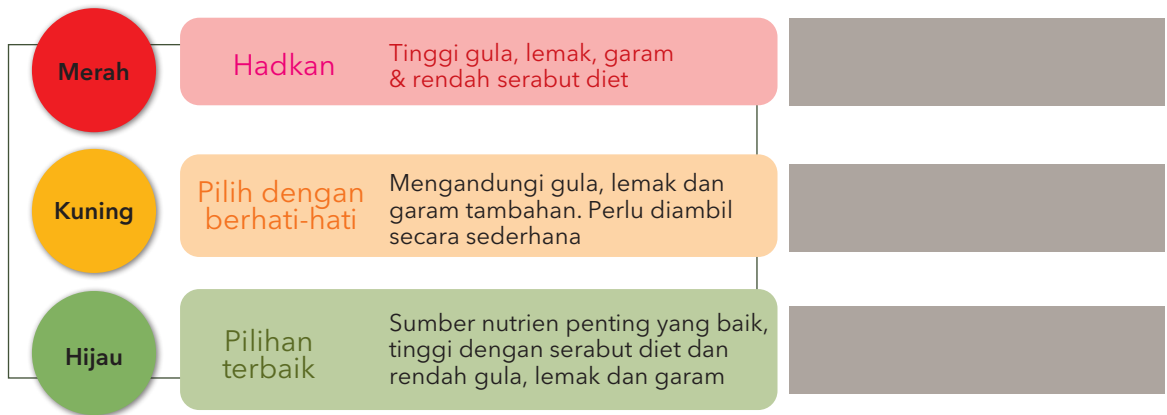 Merah
Hadkan
Tinggi gula, lemak, garam
& rendah serabut diet
Kuning
Pilih dengan
berhati-hati
Mengandungi gula, lemak dan
garam tambahan. Perlu diambil
secara sederhana
Hijau
Pilihan
terbaik
Sumber nutrien penting yang baik,
tinggi dengan serabut diet dan
rendah gula, lemak dan garam